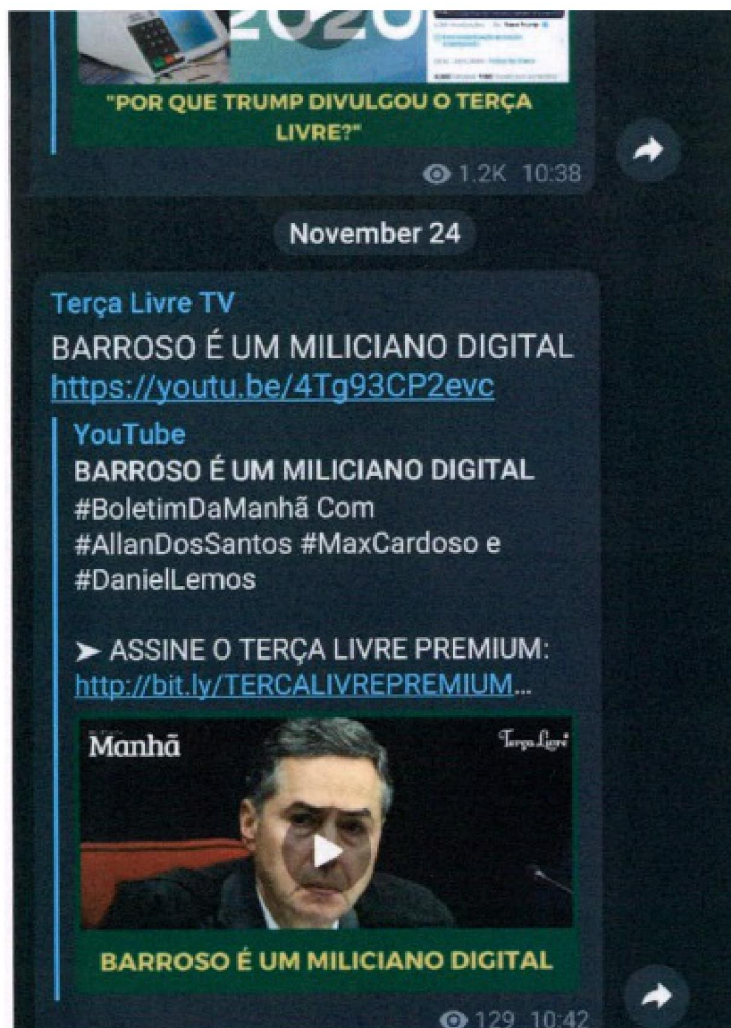 2020
"POR QUE TRUMP DIVULGOU O TERÇA
LIVRE?"
1.2K 10:38
November 24
Terça Livre TV
BARROSO É UM MILICIANO DIGITAL
https://youtu.be/4Tg93CP2evc
YouTube
BARROSO É UM MILICIANO DIGITAL
#BoletimDaManhã Com
#AllanDosSantos #MaxCardoso e
#DanielLemos
➤ ASSINE O TERÇA LIVRE PREMIUM:
http://bit.ly/TERCALIVREPREMIUM...
Manhã
Terça Livre
BARROSO É UM MILICIANO DIGITAL
129 10:42